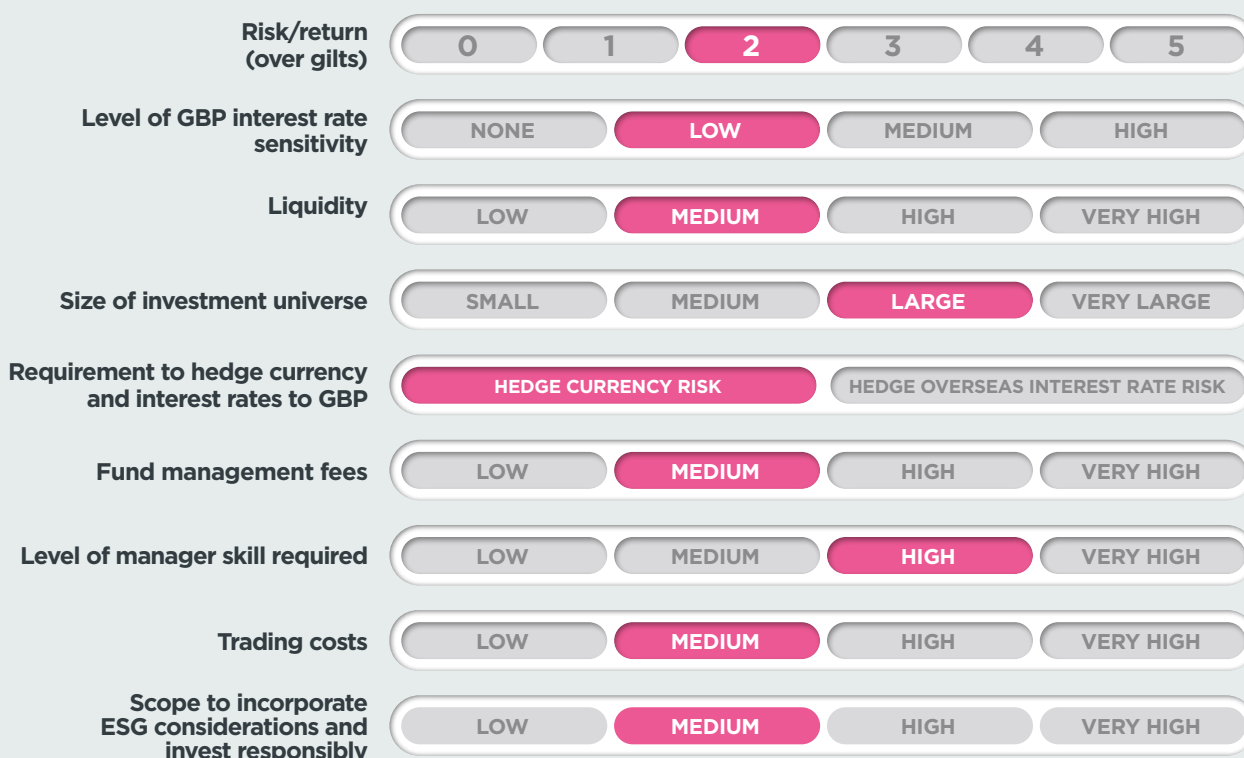 Risk/return
(over gilts)
0 1 2 3 4 5
Level of GBP interest rate
sensitivity
NONE LOW MEDIUM HIGH
Liquidity
LOW MEDIUM HIGH VERY HIGH
Size of investment universe
SMALL MEDIUM LARGE VERY LARGE
Requirement to hedge currency
and interest rates to GBP
HEDGE CURRENCY RISK HEDGE OVERSEAS INTEREST RATE RISK
Fund management fees
LOW MEDIUM HIGH VERY HIGH
Level of manager skill required
LOW MEDIUM HIGH VERY HIGH
Trading costs
LOW MEDIUM HIGH VERY HIGH
Scope to incorporate
ESG considerations and
invest responsibly
LOW MEDIUM HIGH VERY HIGH